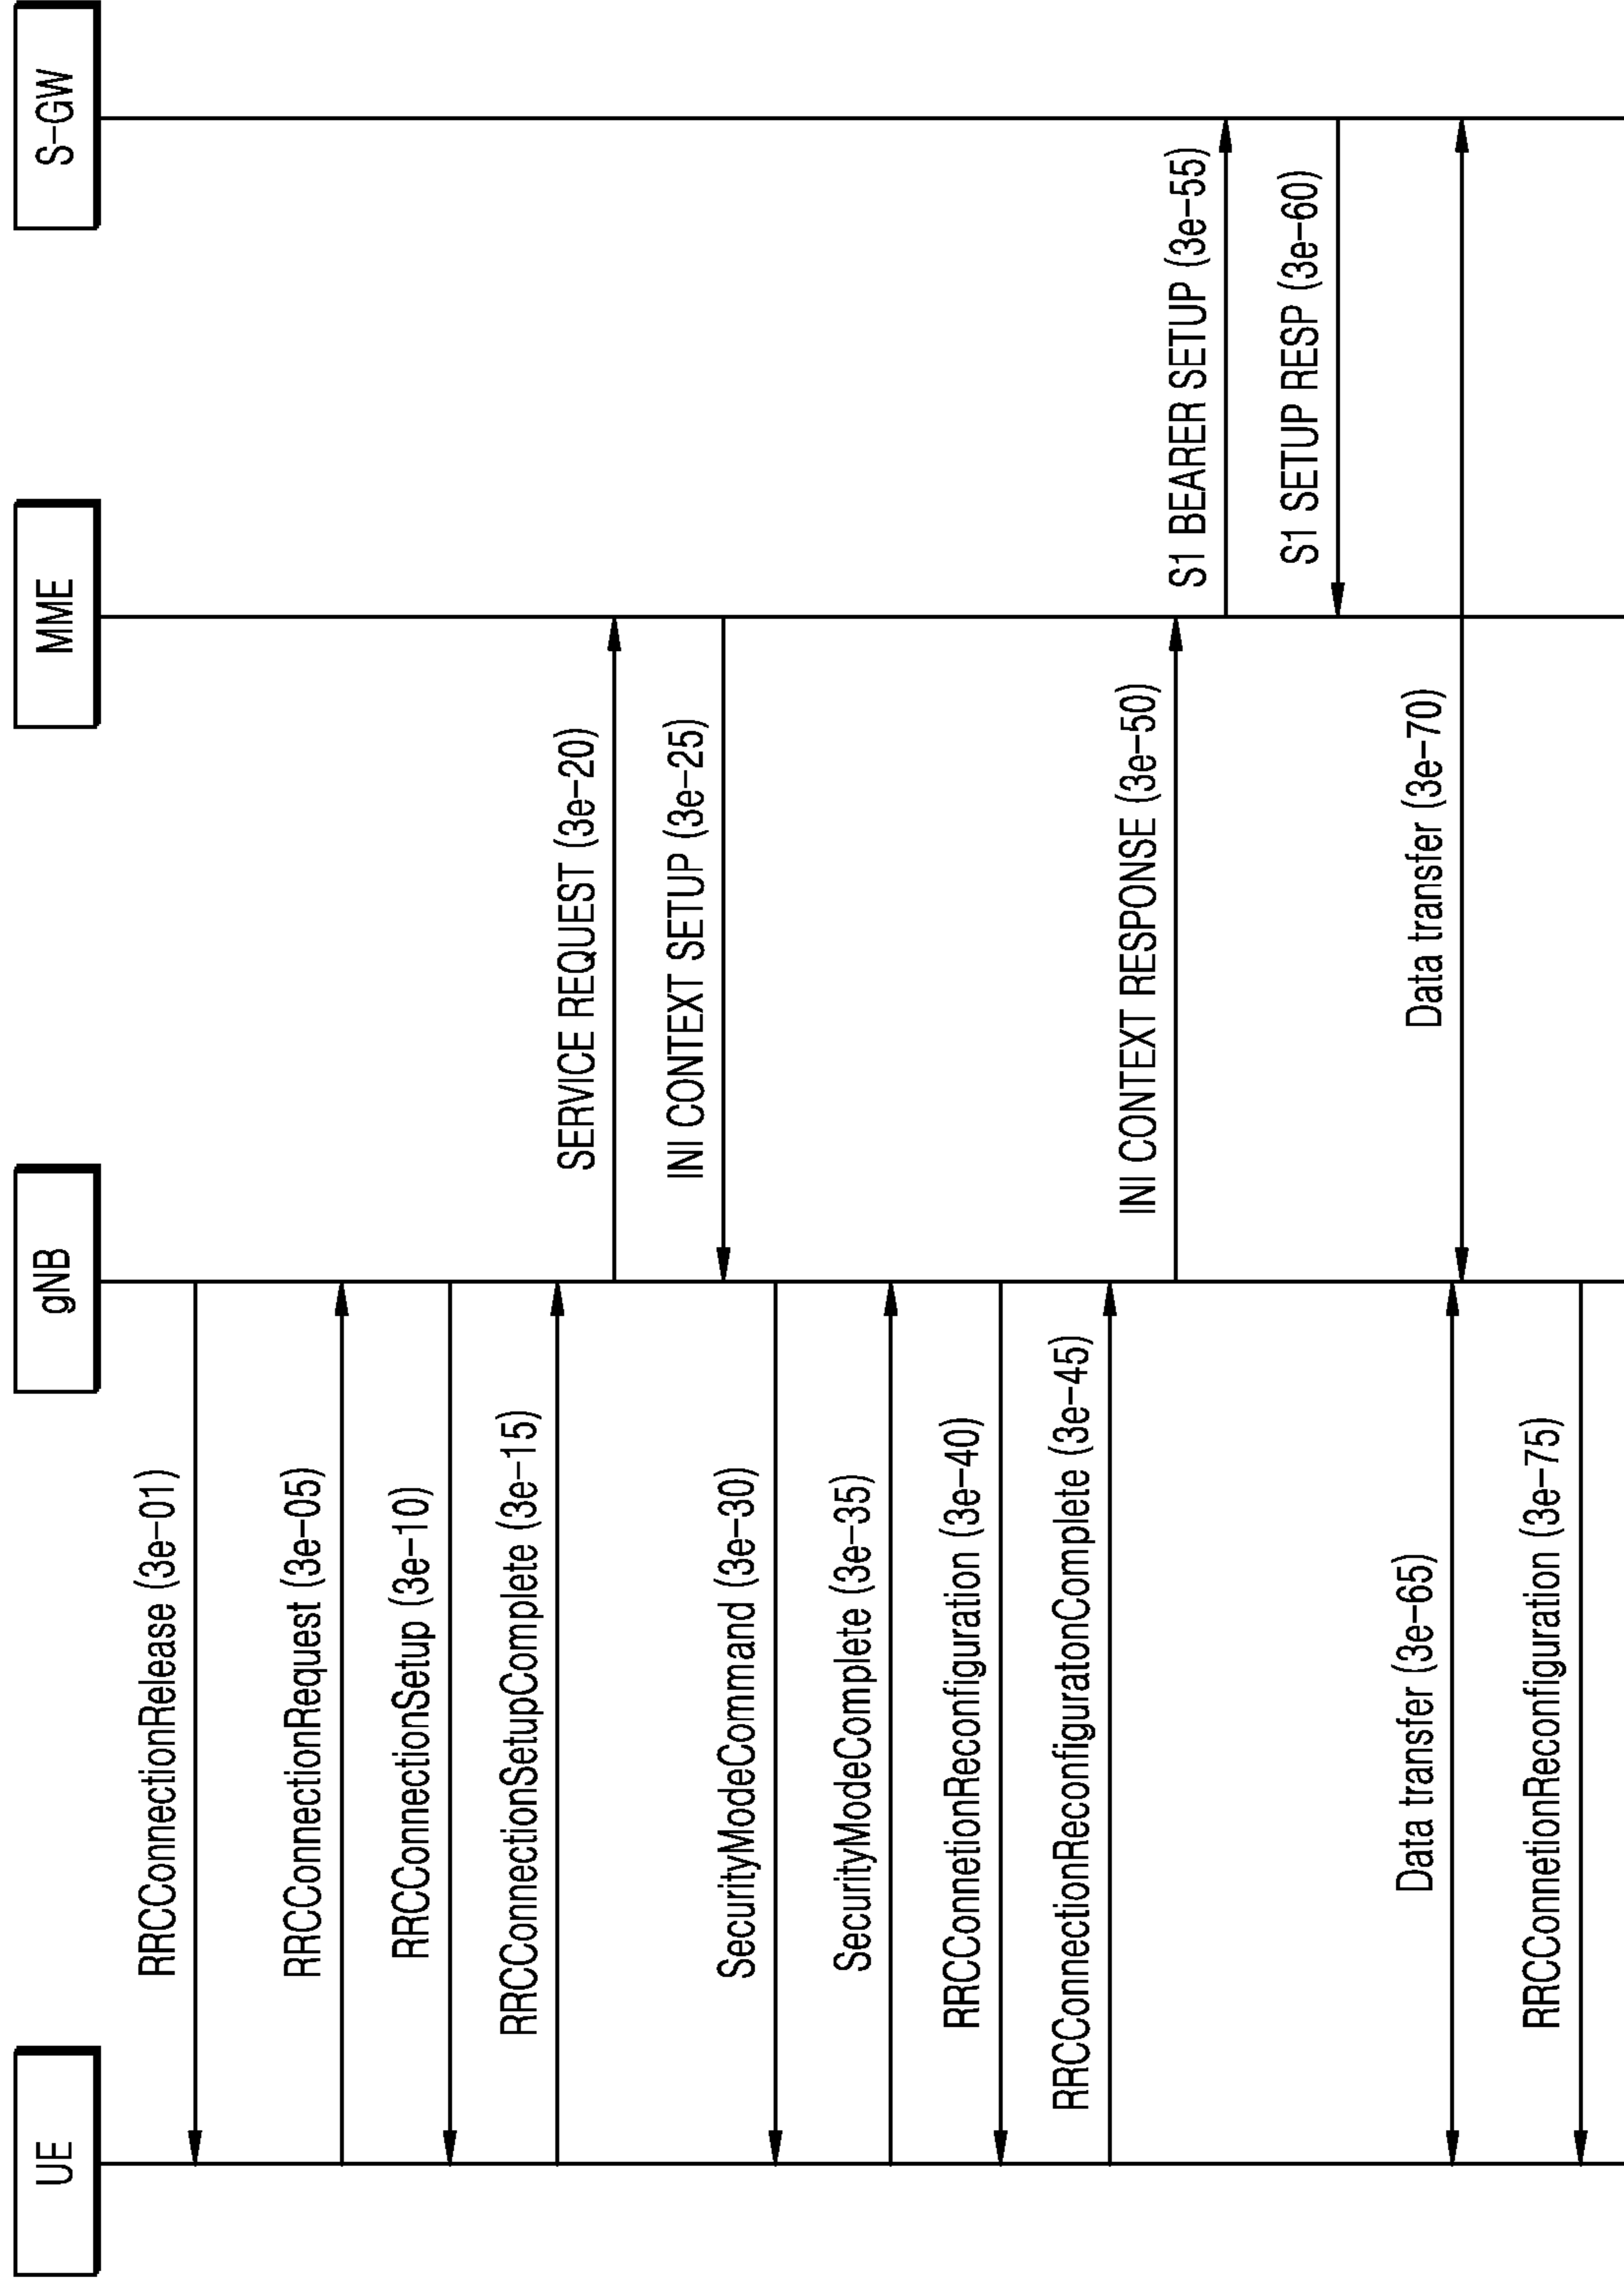 UE
gNB
MME
S-GW
RRCConnectionRelease (3e-01)
RRCConnectionRequest (3e-05)
RRCConnectionSetup (3e-10)
RRCConnectionSetupComplete (3e-15)
SERVICE REQUEST (3e-20)
INI CONTEXT SETUP (3e-25)
SecurityModeCommand (3e-30)
SecurityModeComplete (3e-35)
RRCConnetionReconfiguration (3e-40)
RRCConnectionReconfiguratonComplete (3e-45)
INI CONTEXT RESPONSE (3e-50)
S1 BEARER SETUP (3e-55)
S1 SETUP RESP (3e-60)
Data transfer (3e-65)
Data transfer (3e-70)
RRCConnetionReconfiguration (3e-75)